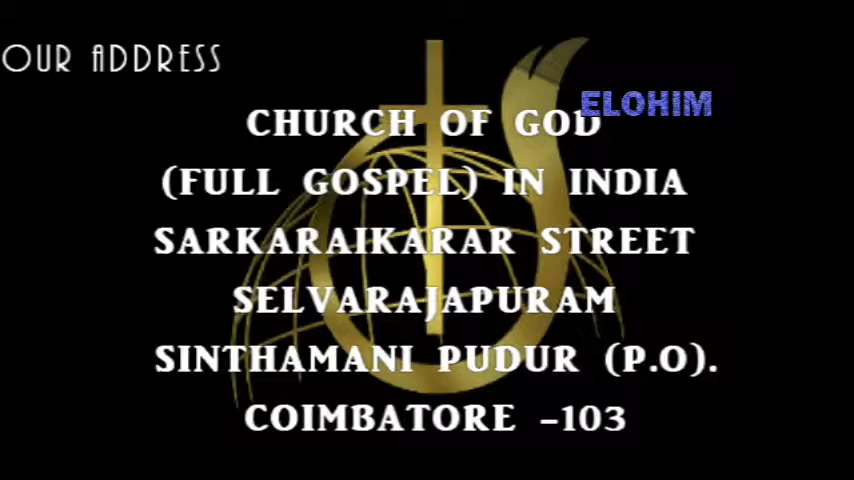 OUR ADDRESS
ELOHIM
CHURCH OF GOD
(FULL GOSPEL) IN INDIA
SARKARAIKARAR STREET
SELVARAJAPURAM
SINTHAMANI PUDUR (P.O).
COIMBATORE -103